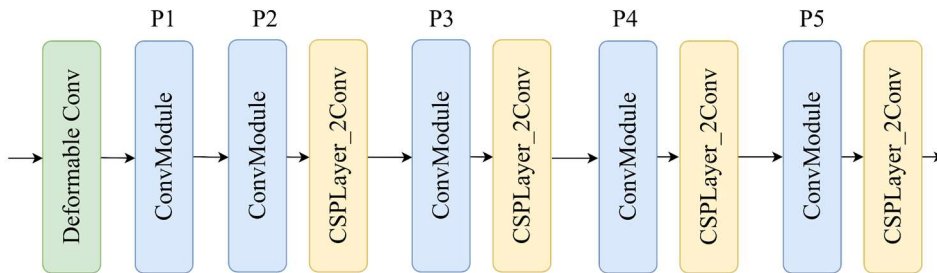 P1
P2
P3
P4
P5
Deformable Conv
ConvModule
ConvModule
CSPLayer_2Conv
ConvModule
CSPLayer_2Conv
ConvModule
CSPLayer_2Conv
ConvModule
CSPLayer_2Conv